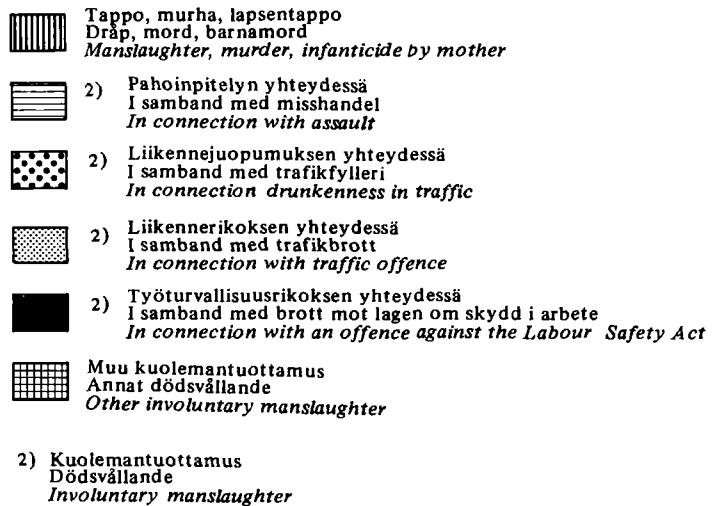 Tappo, murha, lapsentappo
Dråp, mord, barnamord
Manslaughter, murder, infanticide by mother
2) Pahoinpitelyn yhteydessä
I samband med misshandel
In connection with assault
2) Liikennejuopumuksen yhteydessä
I samband med trafikfylleri
In connection drunkenness in traffic
2) Liikennerikoksen yhteydessä
I samband med trafikbrott
In connection with traffic offence
2) Työturvallisuusrikoksen yhteydessä
I samband med brott mot lagen om skydd i arbete
In connection with an offence against the Labour Safety Act
Muu kuolemantuottamus
Annat dödsvållande
Other involuntary manslaughter
2) Kuolemantuottamus
Dödsvållande
Involuntary manslaughter